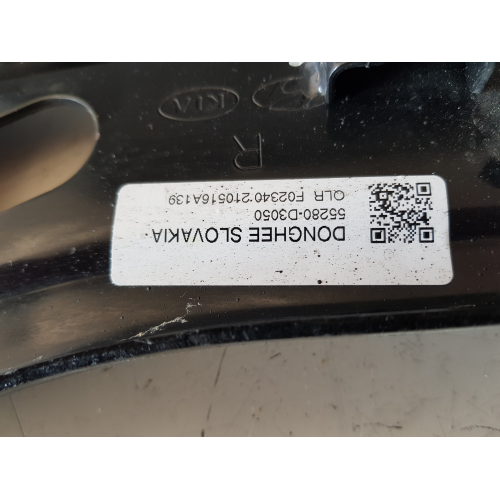 DONGHEE SLOVAKIA
55280-D3050
QLR F02340 210516A139
R
KIA